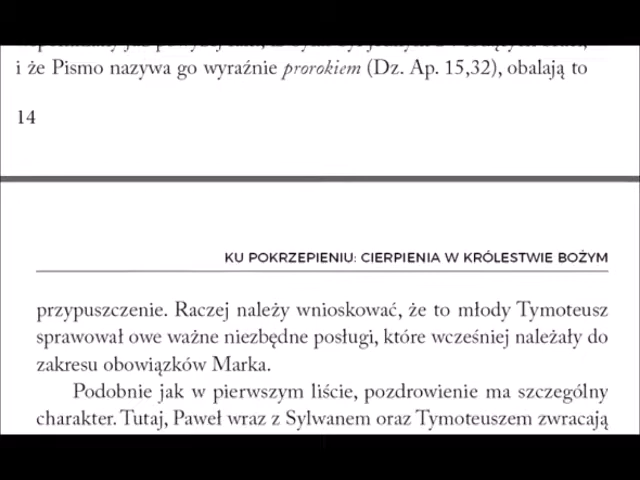 i że Pismo nazywa go wyraźnie prorokiem (Dz. Ap. 15,32), obalają to
14
KU POKRZEPIENIU: CIERPIENIA W KRÓLESTWIE BOŻYM
przypuszczenie. Raczej należy wnioskować, że to młody Tymoteusz
sprawował owe ważne niezbędne posługi, które wcześniej należały do
zakresu obowiązków Marka.
Podobnie jak w pierwszym liście, pozdrowienie ma szczególny
charakter. Tutaj, Paweł wraz z Sylwanem oraz Tymoteuszem zwracają